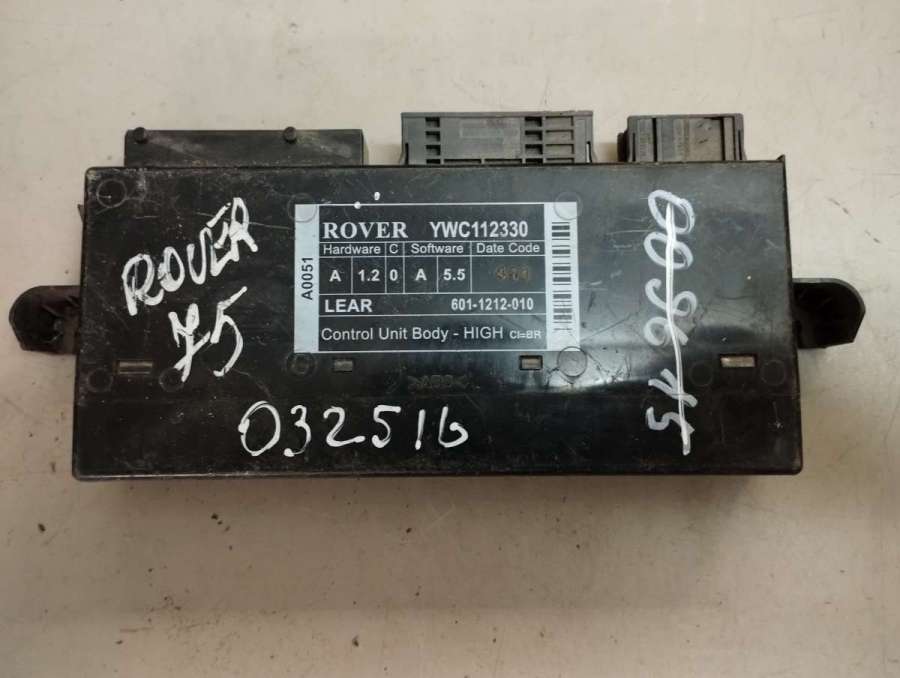 ROVER
75
A0051
ROVER YWC112330
Hardware C Software Date Code
A 1.2 0 A 5.5
LEAR 601-1212-010
Control Unit Body - HIGH CI=BR
>ABS<
032516